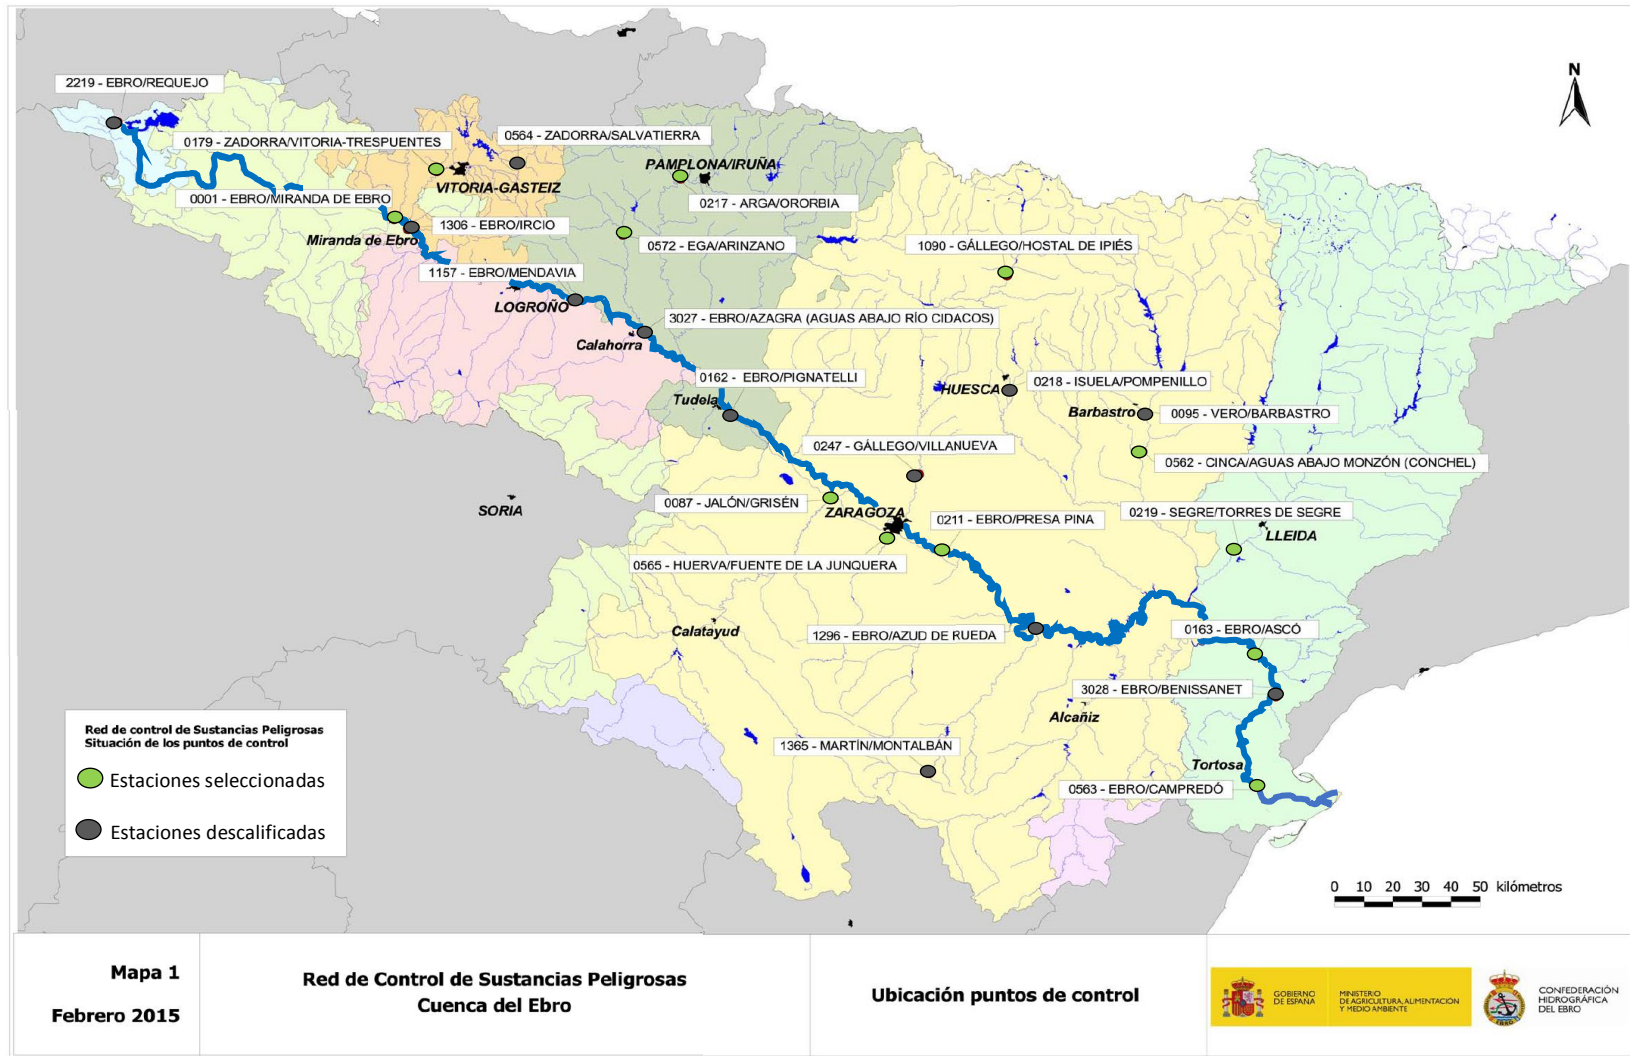 2219 - EBRO/REQUEJO
N
0179 - ZADORRA/VITORIA-TRESPUENTES
0564 - ZADORRA/SALVATIERRA
PAMPLONA/IRUÑA
VITORIA-GASTEIZ
0001 - EBRO/MIRANDA DE EBRO
0217 - ARGA/ORORBIA
1306 - EBRO/IRCIO
Miranda de Ebro
0572 - EGA/ARINZANO
1090 - GÁLLEGO/HOSTAL DE IPIÉS
1157 - EBRO/MENDAVIA
LOGROÑO
3027 - EBRO/AZAGRA (AGUAS ABAJO RÍO CIDACOS)
Calahorra
0162 - EBRO/PIGNATELLI
0218 - ISUELA/POMPENILLO
HUESCA
Tudela
Barbastro
0095 - VERO/BARBASTRO
0247 - GÁLLEGO/VILLANUEVA
0562 - CINCA/AGUAS ABAJO MONZÓN (CONCHEL)
0087 - JALÓN/GRISÉN
SORIA
ZARAGOZA
0211 - EBRO/PRESA PINA
0219 - SEGRE/TORRES DE SEGRE
LLEIDA
0565 - HUERVA/FUENTE DE LA JUNQUERA
Calatayud
1296 - EBRO/AZUD DE RUEDA
0163 - EBRO/ASCÓ
3028 - EBRO/BENISSANET
Alcañiz
1365 - MARTÍN/MONTALBÁN
Tortosa
0563 - EBRO/CAMPREDÓ
Red de control de Sustancias Peligrosas
Situación de los puntos de control
Estaciones seleccionadas
Estaciones descalificadas
0 10 20 30 40 50 kilómetros
Mapa 1
Febrero 2015
Red de Control de Sustancias Peligrosas
Cuenca del Ebro
Ubicación puntos de control
GOBIERNO
DE ESPAÑA
MINISTERIO
DE AGRICULTURA, ALIMENTACIÓN
Y MEDIO AMBIENTE
EBRO
CONFEDERACIÓN
HIDROGRÁFICA
DEL EBRO